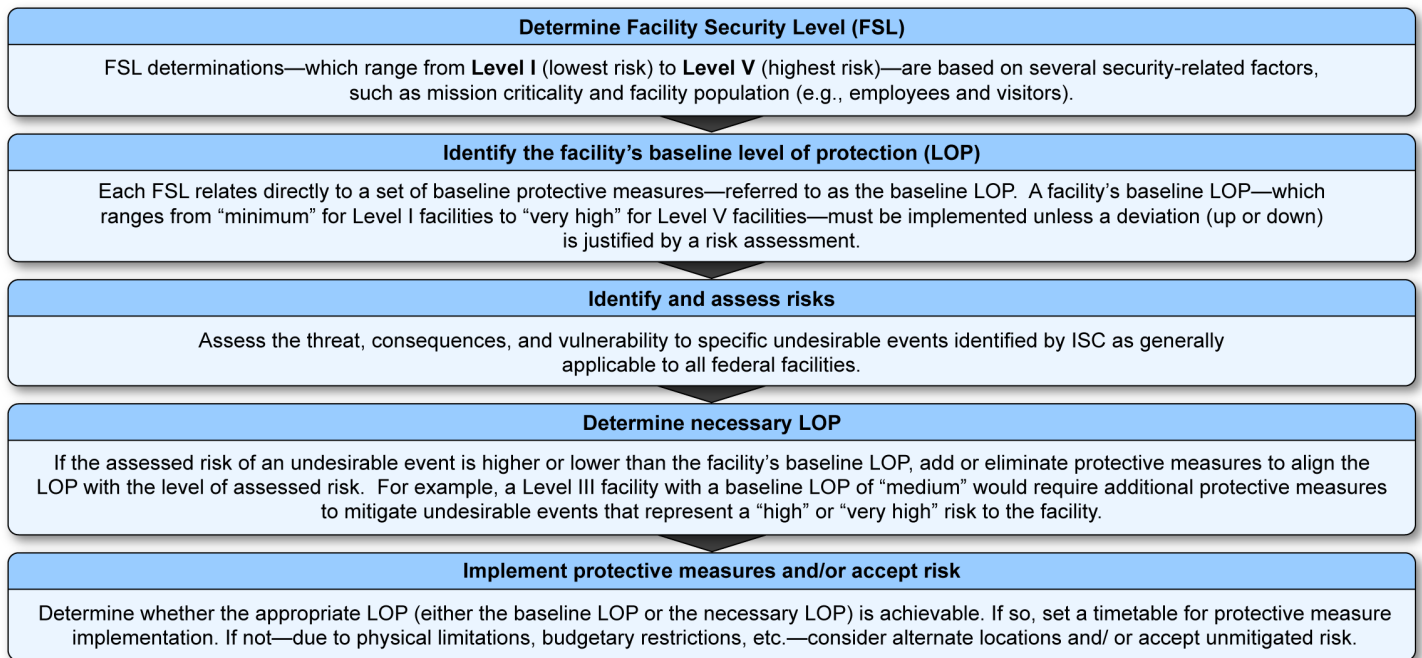 Determine Facility Security Level (FSL)
FSL determinations—which range from Level I (lowest risk) to Level V (highest risk)—are based on several security-related factors,
such as mission criticality and facility population (e.g., employees and visitors).
Identify the facility’s baseline level of protection (LOP)
Each FSL relates directly to a set of baseline protective measures—referred to as the baseline LOP.  A facility’s baseline LOP—which
ranges from “minimum” for Level I facilities to “very high” for Level V facilities—must be implemented unless a deviation (up or down)
is justified by a risk assessment.
Identify and assess risks
Assess the threat, consequences, and vulnerability to specific undesirable events identified by ISC as generally
applicable to all federal facilities.
Determine necessary LOP
If the assessed risk of an undesirable event is higher or lower than the facility’s baseline LOP, add or eliminate protective measures to align the
LOP with the level of assessed risk.  For example, a Level III facility with a baseline LOP of “medium” would require additional protective measures
to mitigate undesirable events that represent a “high” or “very high” risk to the facility.
Implement protective measures and/or accept risk
Determine whether the appropriate LOP (either the baseline LOP or the necessary LOP) is achievable. If so, set a timetable for protective measure
implementation. If not—due to physical limitations, budgetary restrictions, etc.—consider alternate locations and/ or accept unmitigated risk.